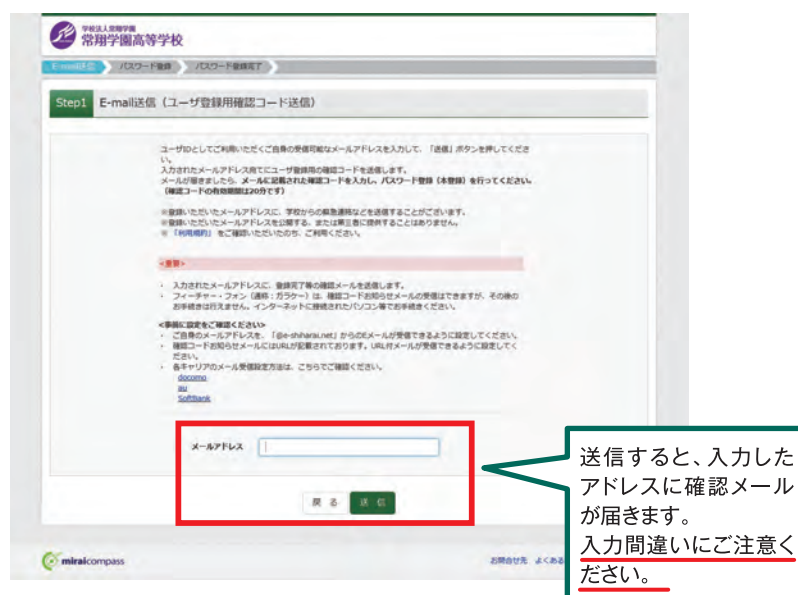 学校法人常翔学園
常翔学園高等学校
E-mail送信 パスワード登録 パスワード登録完了
Step1 E-mail送信（ユーザ登録用確認コード送信）
ユーザIDとしてご利用いただくご自身の受信可能なメールアドレスを入力して、「送信」ボタンを押してくださ
い。
入力されたメールアドレス宛てにユーザ登録用の確認コードを送信します。
メールが届きましたら、メールに記載された確認コードを入力し、パスワード登録（本登録）を行ってください。
（確認コードの有効期限は20分です）
※登録いただいたメールアドレスに、学校からの緊急連絡などを送信することがございます。
※登録いただいたメールアドレスを公開する、または第三者に提供することはありません。
※「利用規約」をご確認いただいたのち、ご利用ください。
<重要>
・ 入力されたメールアドレスに、登録完了等の確認メールを送信します。
・ フィーチャー・フォン（通称：ガラケー）は、確認コードお知らせメールの受信はできますが、その後の
お手続きは行えません。インターネットに接続されたパソコン等でお手続きください。
<事前に設定をご確認ください>
・ ご自身のメールアドレスを、「@e-shiharai.net」からのEメールが受信できるように設定してください。
・ 確認コードお知らせメールにはURLが記載されております。URL付メールが受信できるように設定してく
ださい。
・ 各キャリアのメール受信設定方法は、こちらでご確認ください。
docomo
au
SoftBank
メールアドレス
戻る 送信
送信すると、入力した
アドレスに確認メール
が届きます。
入力間違いにご注意く
ださい。
miraicompass
お問合せ先 よくある